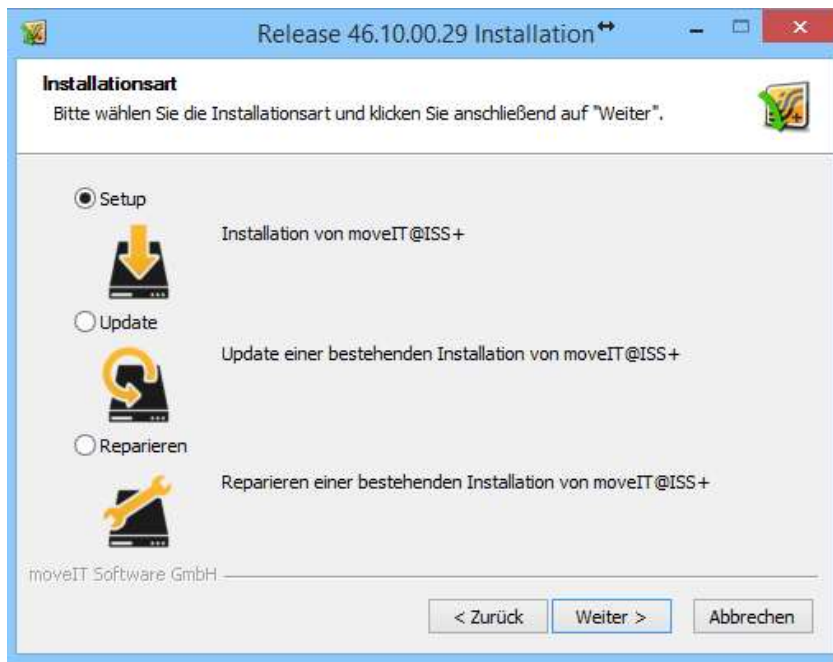 Release 46.10.00.29 Installation
Installationsart
Bitte wählen Sie die Installationsart und klicken Sie anschließend auf "Weiter".
Setup
Installation von moveIT@ISS+
Update
Update einer bestehenden Installation von moveIT@ISS+
Reparieren
Reparieren einer bestehenden Installation von moveIT@ISS+
moveIT Software GmbH
< Zurück Weiter > Abbrechen